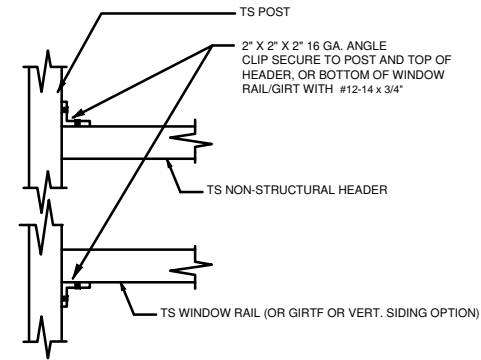 TS POST
2" X 2" X 2" 16 GA. ANGLE
CLIP SECURE TO POST AND TOP OF
HEADER, OR BOTTOM OF WINDOW
RAIL/GIRT WITH #12-14 x 3/4"
TS NON-STRUCTURAL HEADER
TS WINDOW RAIL (OR GIRTF OR VERT. SIDING OPTION)